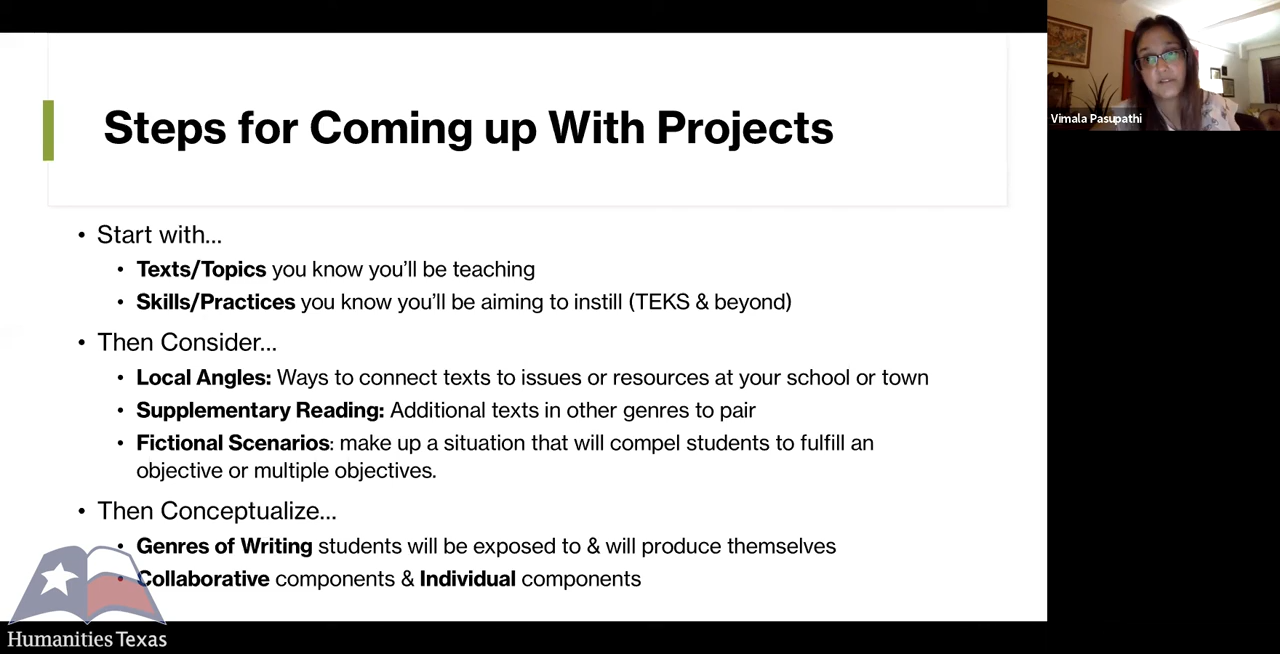 Steps for Coming up With Projects
Vimala Pasupathi
• Start with...
• Texts/Topics you know you'll be teaching
• Skills/Practices you know you'll be aiming to instill (TEKS & beyond)
• Then Consider...
• Local Angles: Ways to connect texts to issues or resources at your school or town
• Supplementary Reading: Additional texts in other genres to pair
• Fictional Scenarios: make up a situation that will compel students to fulfill an
objective or multiple objectives.
• Then Conceptualize...
• Genres of Writing students will be exposed to & will produce themselves
• Collaborative components & Individual components
Humanities Texas